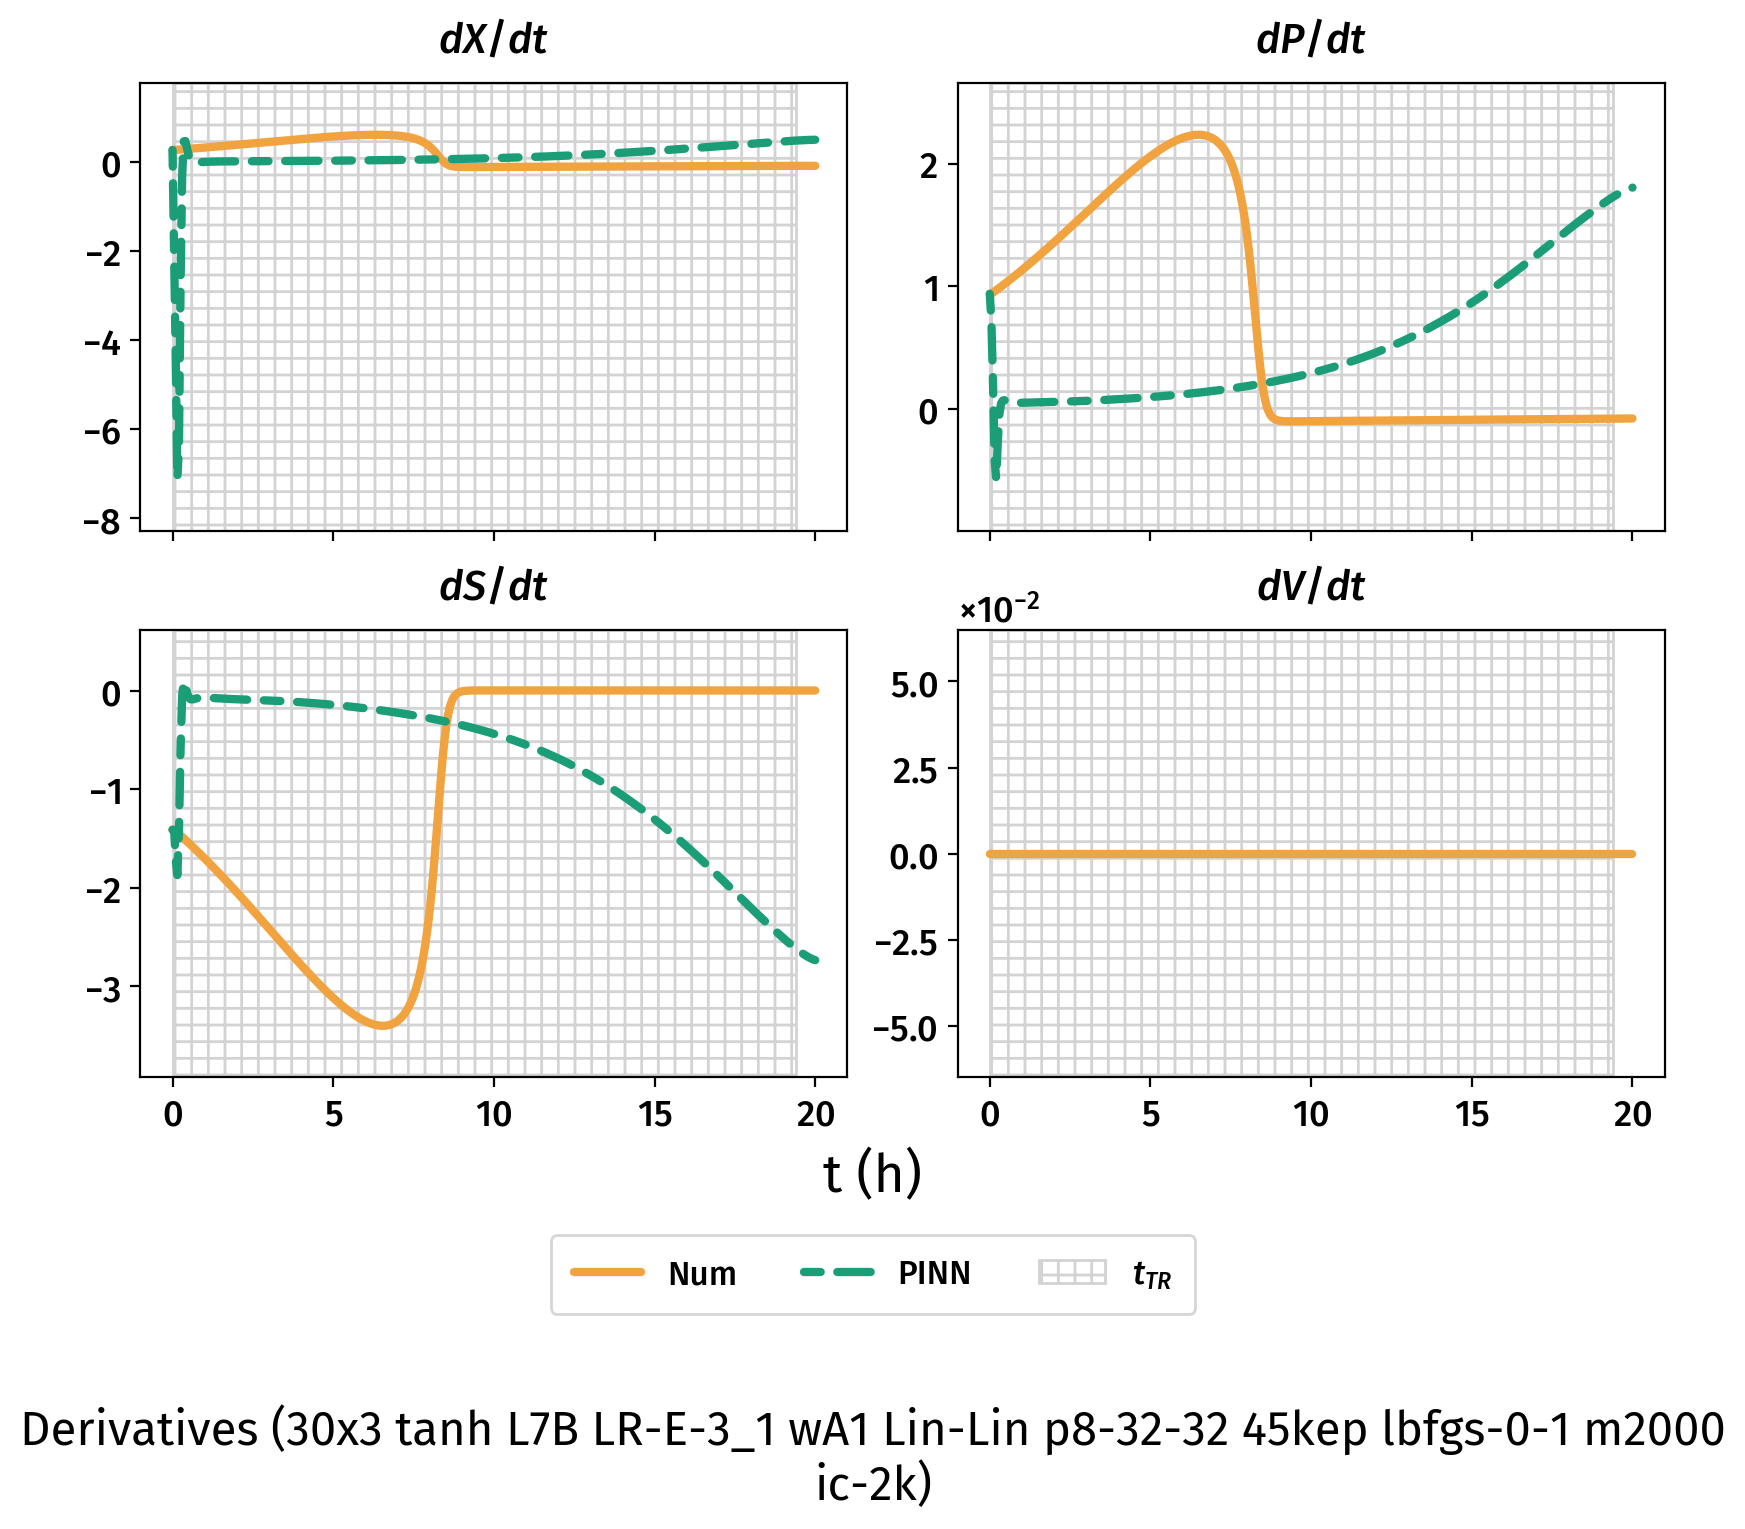 dX/dt
dP/dt
0
−2
−4
−6
−8
2
1
0
dS/dt
dV/dt
×10⁻²
0
−1
−2
−3
5.0
2.5
0.0
−2.5
−5.0
0 5 10 15 20
0 5 10 15 20
t (h)
Num PINN t_TR
Derivatives (30x3 tanh L7B LR-E-3_1 wA1 Lin-Lin p8-32-32 45kep lbfgs-0-1 m2000
ic-2k)